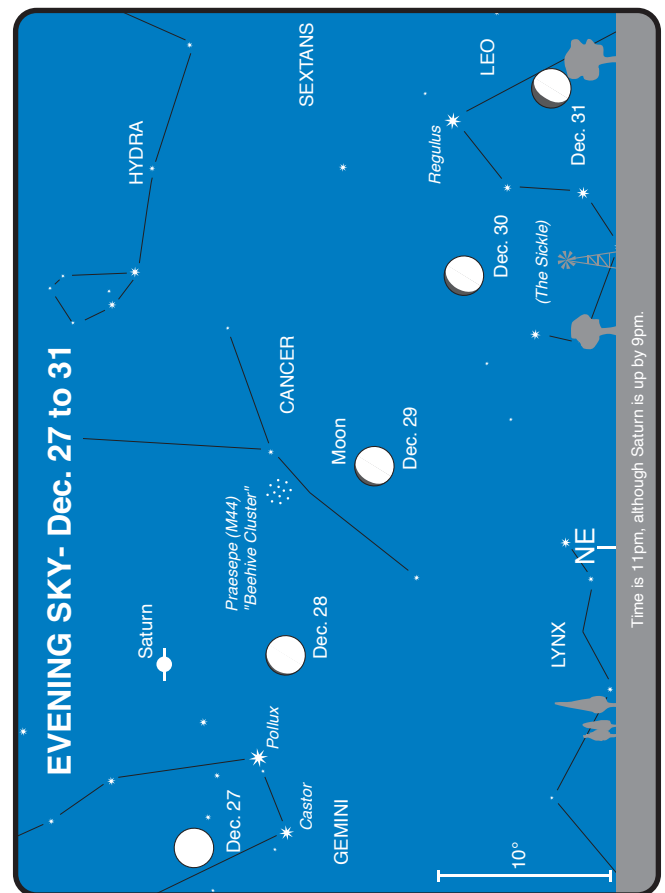 EVENING SKY- Dec. 27 to 31
HYDRA
SEXTANS
Saturn
Praesepe (M44)
"Beehive Cluster"
CANCER
Regulus
LEO
Dec. 27
Pollux
Dec. 28
Moon
Dec. 29
Dec. 30
Dec. 31
Castor
GEMINI
(The Sickle)
LYNX
NE
10°
Time is 11pm, although Saturn is up by 9pm.